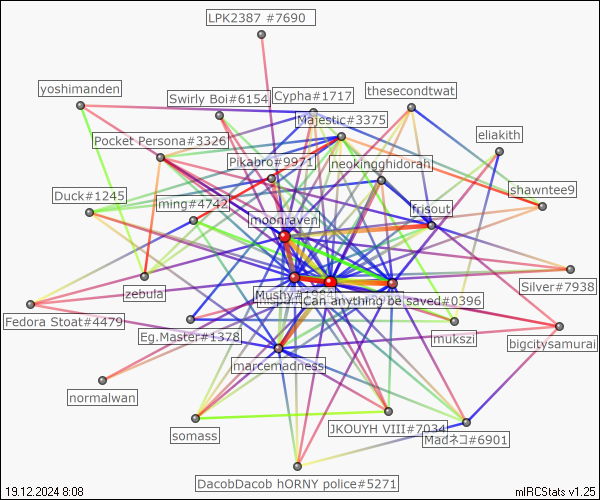 LPK2387 #7690
yoshimanden
Swirly Boi#6154
Cypha#1717
thesecondtwat
Majestic#3375
Pocket Persona#3326
eliakith
Pikabro#9971
neokingghidorah
Duck#1245
shawntee9
ming#4742
frisout
moonraven
zebula
Silver#7938
Mushy#
Can anything be saved#0396
Fedora Stoat#4479
Eg.Master#1378
mukszi
bigcitysamurai
marcemadness
normalwan
somass
JKOUYH VIII#7034
Madネコ#6901
DacobDacob hORNY police#5271
19.12.2024 8:08
mIRCStats v1.25